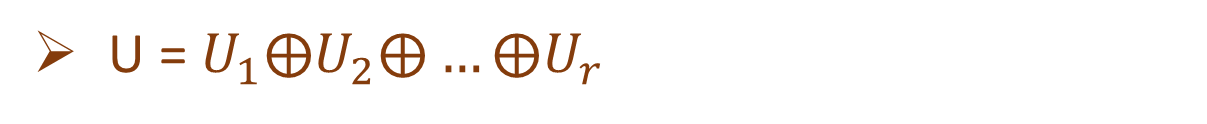 ➢ U = 𝑈₁⨁𝑈₂⨁ … ⨁𝑈ᵣ